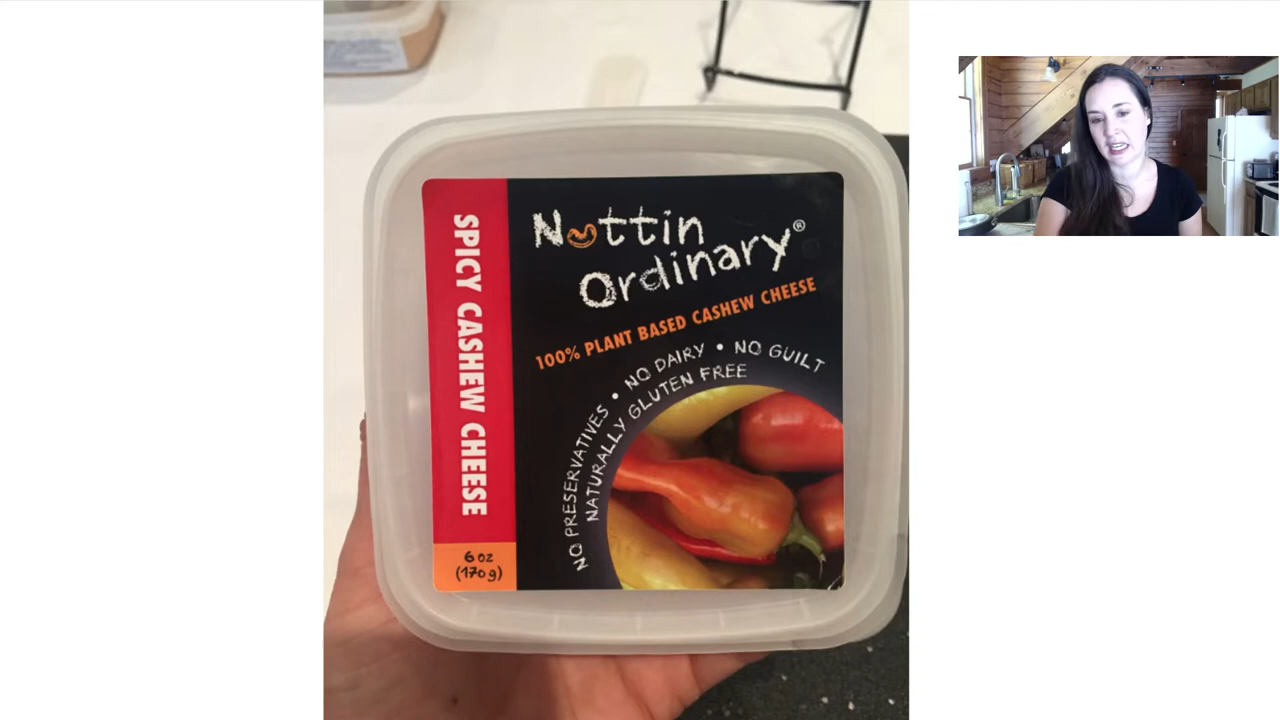 SPICY CASHEW CHEESE
6 oz
(170 g)
Nuttin
Ordinary®
100% PLANT BASED CASHEW CHEESE
NO PRESERVATIVES • NO DAIRY • NO GUILT
NATURALLY GLUTEN FREE